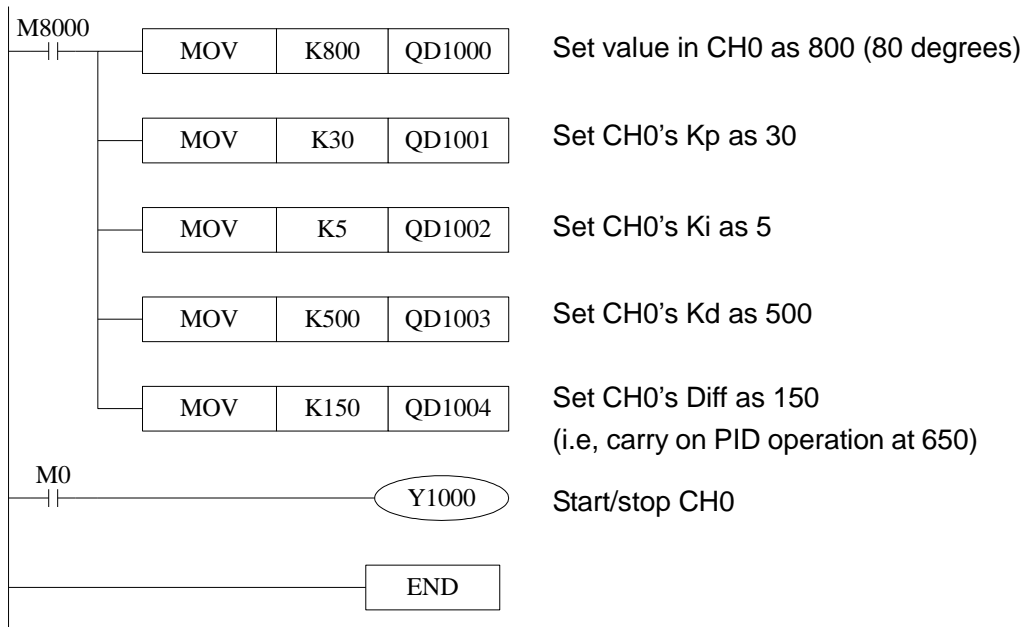 M8000
MOV K800 QD1000 Set value in CH0 as 800 (80 degrees)
MOV K30 QD1001 Set CH0’s Kp as 30
MOV K5 QD1002 Set CH0’s Ki as 5
MOV K500 QD1003 Set CH0’s Kd as 500
MOV K150 QD1004 Set CH0’s Diff as 150
(i.e, carry on PID operation at 650)
M0
Y1000 Start/stop CH0
END